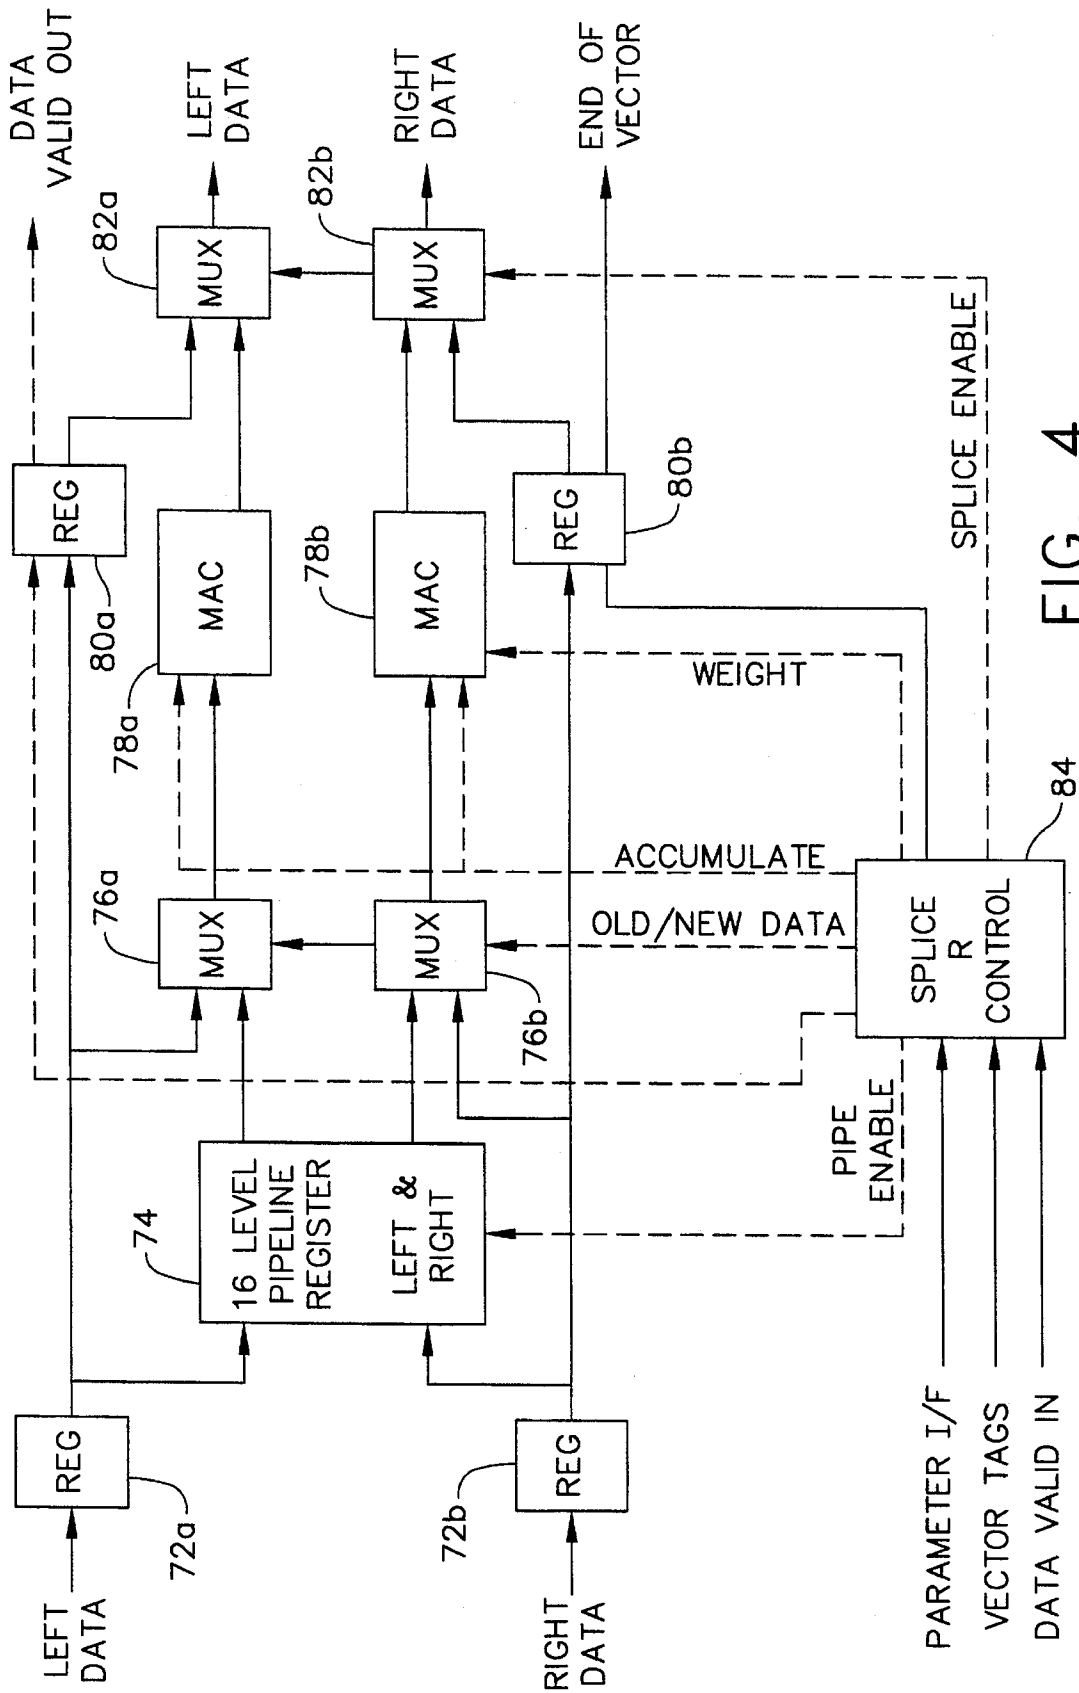 DATA
VALID OUT
LEFT
DATA
RIGHT
DATA
END OF
VECTOR
82a
82b
MUX
MUX
REG
80a
MAC
78a
MAC
78b
REG
80b
SPLICE ENABLE
WEIGHT
ACCUMULATE
OLD/NEW DATA
76a
MUX
MUX
76b
SPLICE
R
CONTROL
84
PIPE
ENABLE
74
16 LEVEL
PIPELINE
REGISTER
LEFT &
RIGHT
REG
72a
REG
72b
LEFT
DATA
RIGHT
DATA
PARAMETER I/F
VECTOR TAGS
DATA VALID IN
FIG. 4